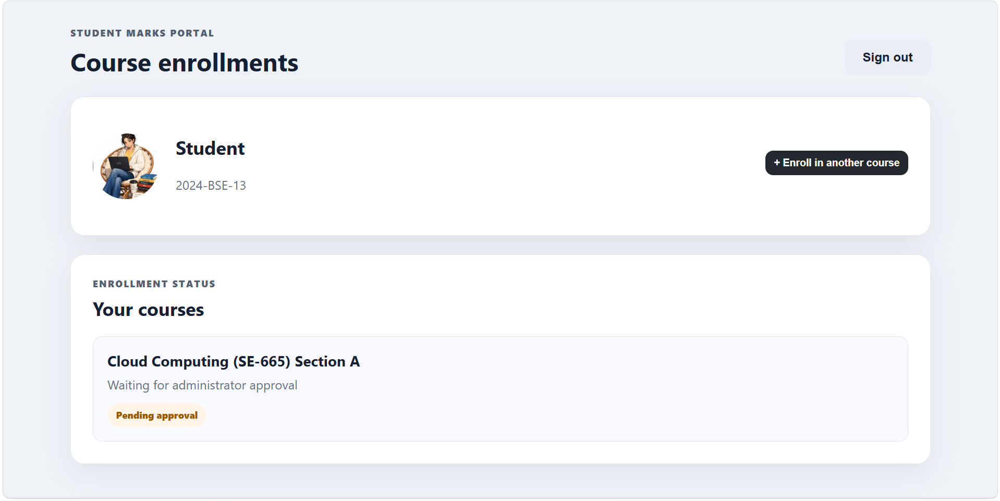 STUDENT MARKS PORTAL
Course enrollments
Sign out
Student
2024-BSE-13
+ Enroll in another course
ENROLLMENT STATUS
Your courses
Cloud Computing (SE-665) Section A
Waiting for administrator approval
Pending approval